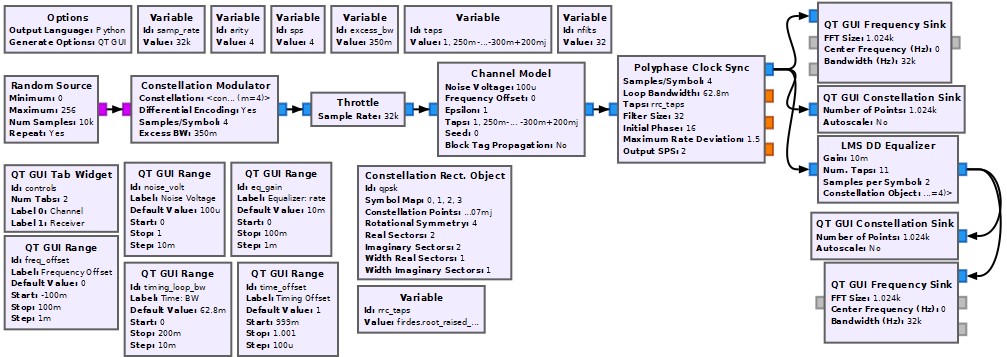 Options
Output Language: Python
Generate Options: QT GUI
Variable
Id: samp_rate
Value: 32k
Variable
Id: arity
Value: 4
Variable
Id: sps
Value: 4
Variable
Id: excess_bw
Value: 350m
Variable
Id: taps
Value: 1, 250m-...-300m+200mj
Variable
Id: nfilts
Value: 32
Random Source
Minimum: 0
Maximum: 256
Num Samples: 10k
Repeat: Yes
Constellation Modulator
Constellation: <con... (m=4)>
Differential Encoding: Yes
Samples/Symbol: 4
Excess BW: 350m
Throttle
Sample Rate: 32k
Channel Model
Noise Voltage: 100u
Frequency Offset: 0
Epsilon: 1
Taps: 1, 250m-... -300m+200mj
Seed: 0
Block Tag Propagation: No
Polyphase Clock Sync
Samples/Symbol: 4
Loop Bandwidth: 62.8m
Taps: rrc_taps
Filter Size: 32
Initial Phase: 16
Maximum Rate Deviation: 1.5
Output SPS: 2
QT GUI Frequency Sink
FFT Size: 1.024k
Center Frequency (Hz): 0
Bandwidth (Hz): 32k
QT GUI Constellation Sink
Number of Points: 1.024k
Autoscale: No
LMS DD Equalizer
Gain: 10m
Num. Taps: 11
Samples per Symbol: 2
Constellation Object: ...=4)>
QT GUI Constellation Sink
Number of Points: 1.024k
Autoscale: No
QT GUI Frequency Sink
FFT Size: 1.024k
Center Frequency (Hz): 0
Bandwidth (Hz): 32k
QT GUI Tab Widget
Id: controls
Num Tabs: 2
Label 0: Channel
Label 1: Receiver
QT GUI Range
Id: noise_volt
Label: Noise Voltage
Default Value: 100u
Start: 0
Stop: 1
Step: 10m
QT GUI Range
Id: eq_gain
Label: Equalizer: rate
Default Value: 10m
Start: 0
Stop: 100m
Step: 1m
Constellation Rect. Object
Id: qpsk
Symbol Map: 0, 1, 2, 3
Constellation Points: ...07mj
Rotational Symmetry: 4
Real Sectors: 2
Imaginary Sectors: 2
Width Real Sectors: 1
Width Imaginary Sectors: 1
QT GUI Range
Id: freq_offset
Label: Frequency Offset
Default Value: 0
Start: -100m
Stop: 100m
Step: 1m
QT GUI Range
Id: timing_loop_bw
Label: Time: BW
Default Value: 62.8m
Start: 0
Stop: 200m
Step: 10m
QT GUI Range
Id: time_offset
Label: Timing Offset
Default Value: 1
Start: 999m
Stop: 1.001
Step: 100u
Variable
Id: rrc_taps
Value: firdes.root_raised_...